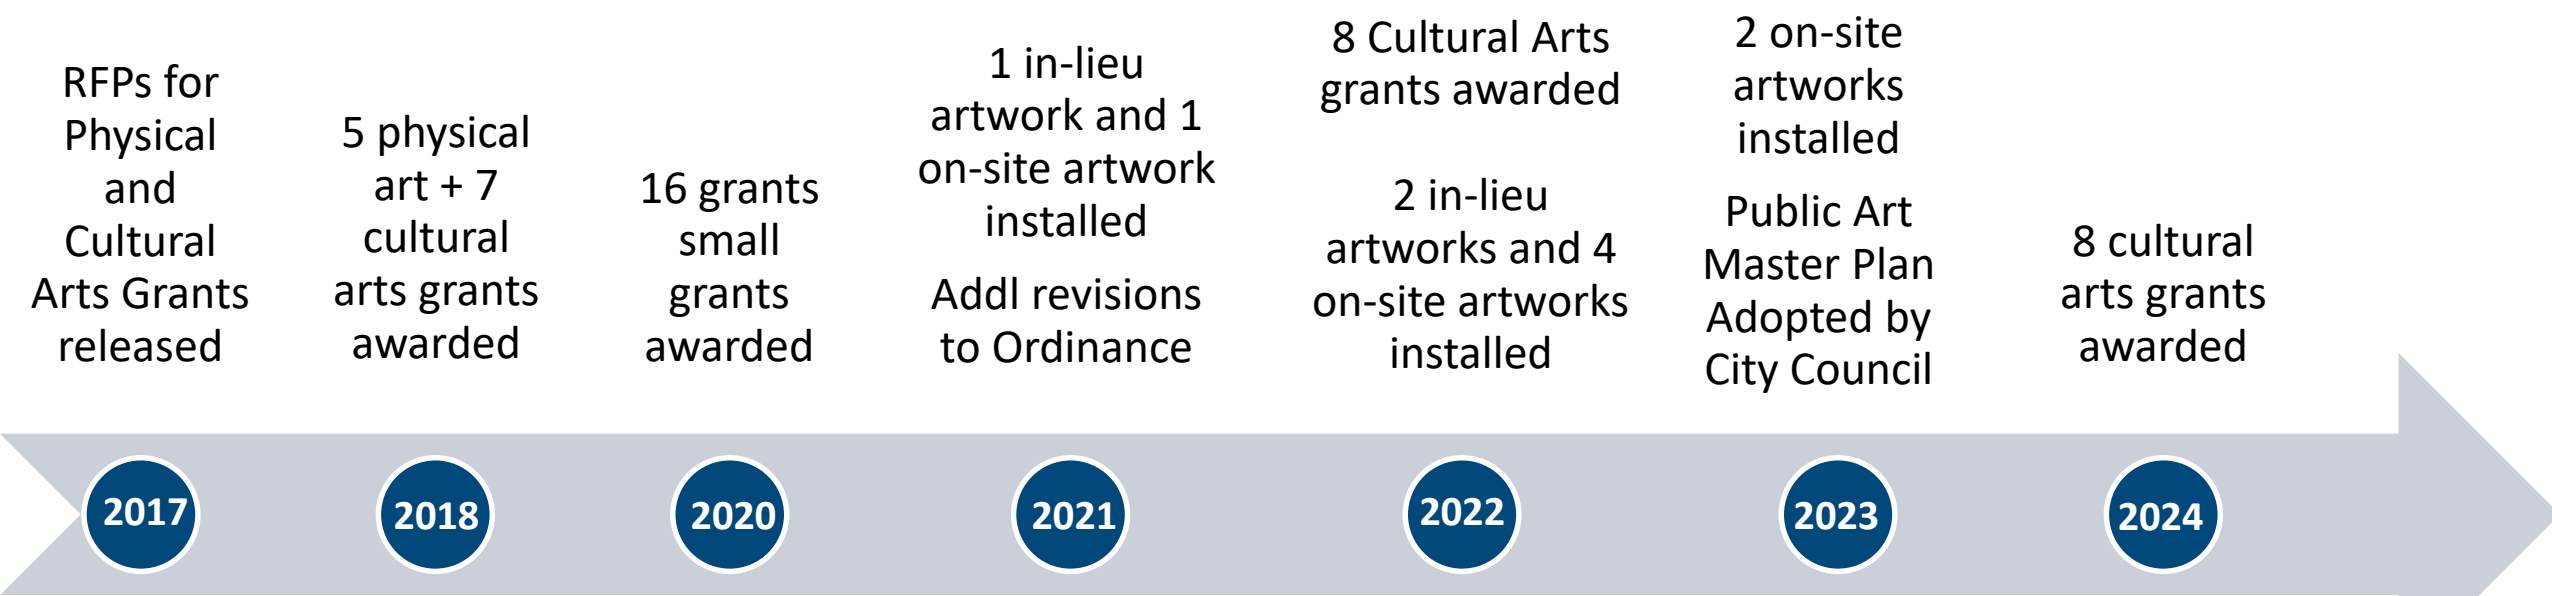 RFPs for
Physical
and
Cultural
Arts Grants
released
5 physical
art + 7
cultural
arts grants
awarded
16 grants
small
grants
awarded
1 in-lieu
artwork and 1
on-site artwork
installed
Addl revisions
to Ordinance
8 Cultural Arts
grants awarded
2 in-lieu
artworks and 4
on-site artworks
installed
2 on-site
artworks
installed
Public Art
Master Plan
Adopted by
City Council
8 cultural
arts grants
awarded
2017
2018
2020
2021
2022
2023
2024